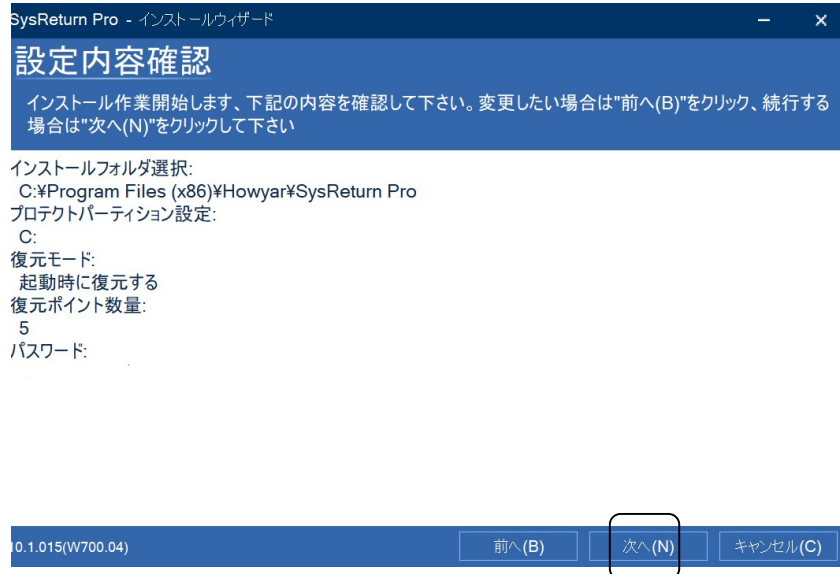 SysReturn Pro - インストールウィザード
設定内容確認
インストール作業開始します、下記の内容を確認して下さい。変更したい場合は"前へ(B)"をクリック、続行する
場合は"次へ(N)"をクリックして下さい
インストールフォルダ選択:
C:¥Program Files (x86)¥Howyar¥SysReturn Pro
プロテクトパーティション設定:
C:
復元モード:
起動時に復元する
復元ポイント数量:
5
パスワード:
10.1.015(W700.04)
前へ(B)
次へ(N)
キャンセル(C)